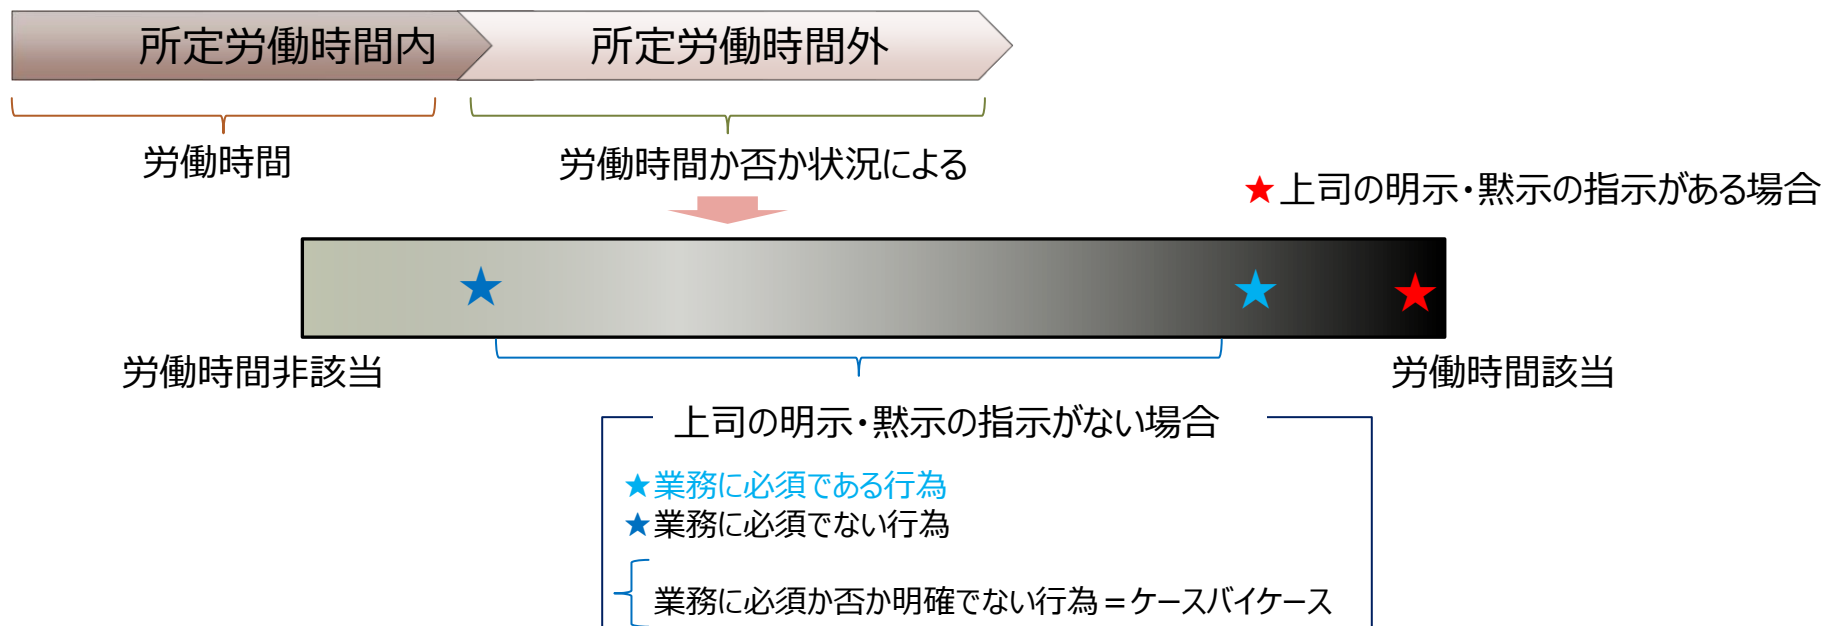 所定労働時間内
所定労働時間外
労働時間
労働時間か否か状況による
★上司の明示・黙示の指示がある場合
労働時間非該当
労働時間該当
上司の明示・黙示の指示がない場合
★業務に必須である行為
★業務に必須でない行為
業務に必須か否か明確でない行為＝ケースバイケース